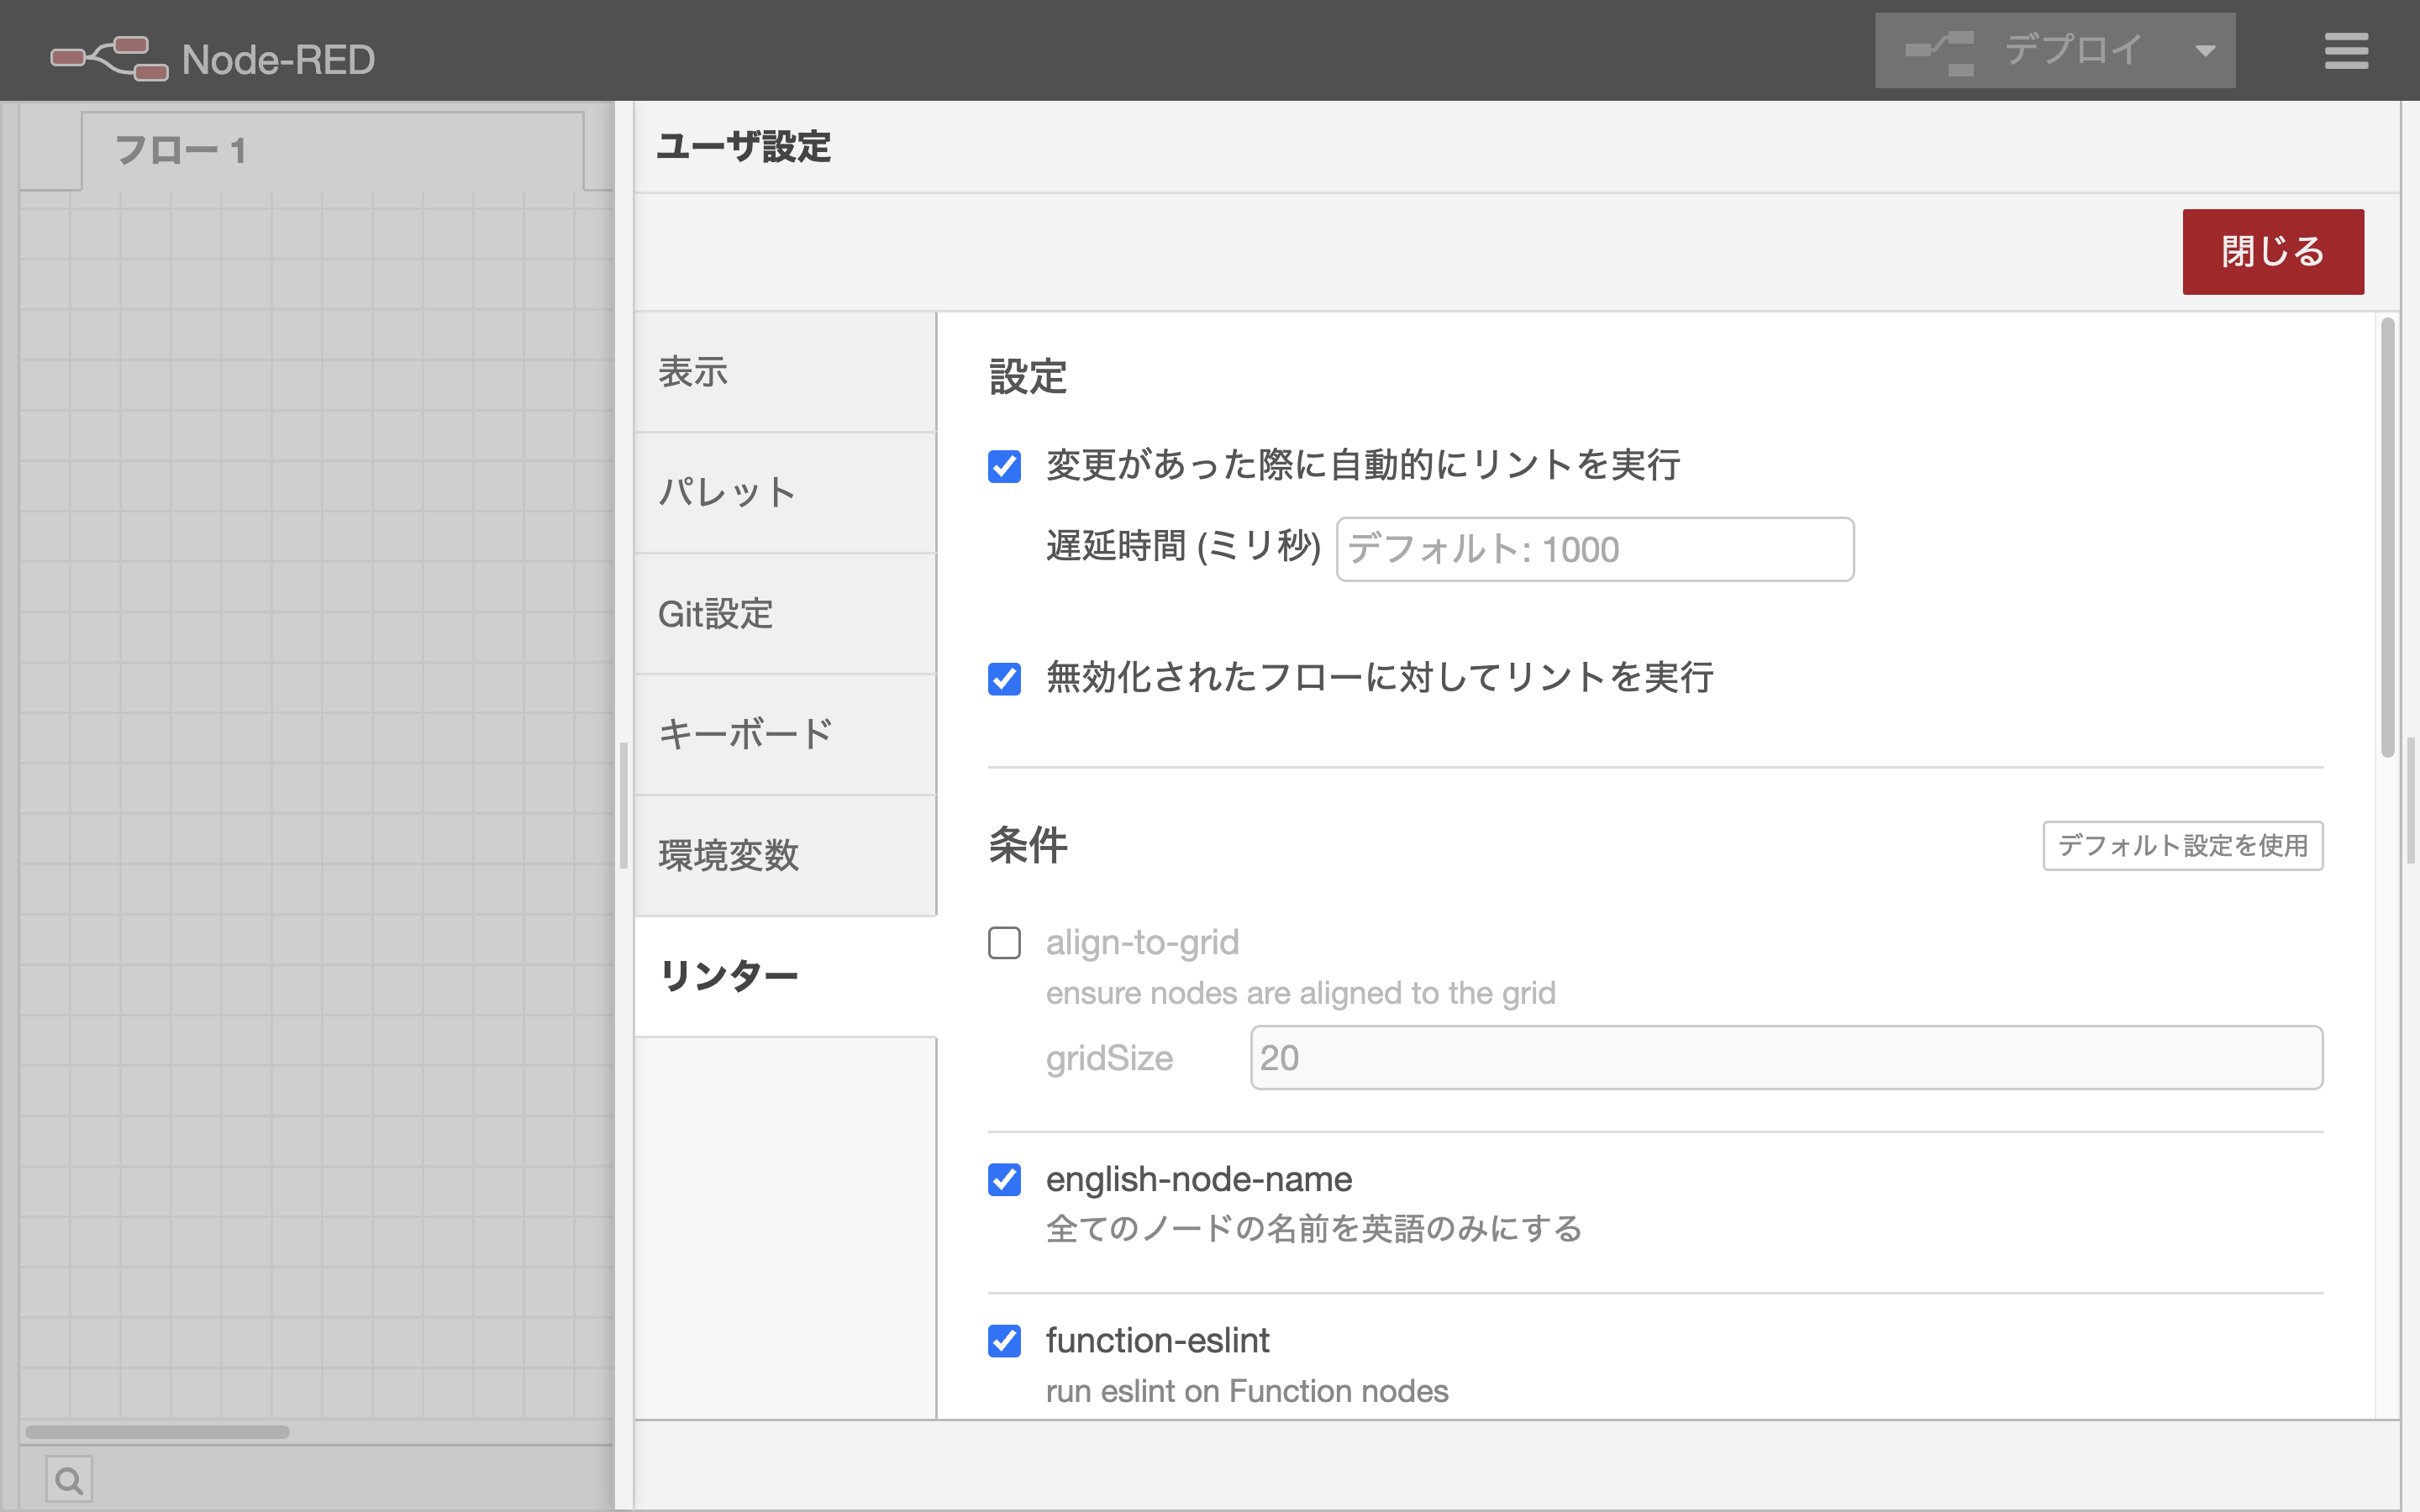 Node-RED
デプロイ
フロー 1
ユーザ設定
閉じる
表示
パレット
Git設定
キーボード
環境変数
リンター
設定
変更があった際に自動的にリントを実行
遅延時間 (ミリ秒) デフォルト: 1000
無効化されたフローに対してリントを実行
条件
デフォルト設定を使用
align-to-grid
ensure nodes are aligned to the grid
gridSize 20
english-node-name
全てのノードの名前を英語のみにする
function-eslint
run eslint on Function nodes